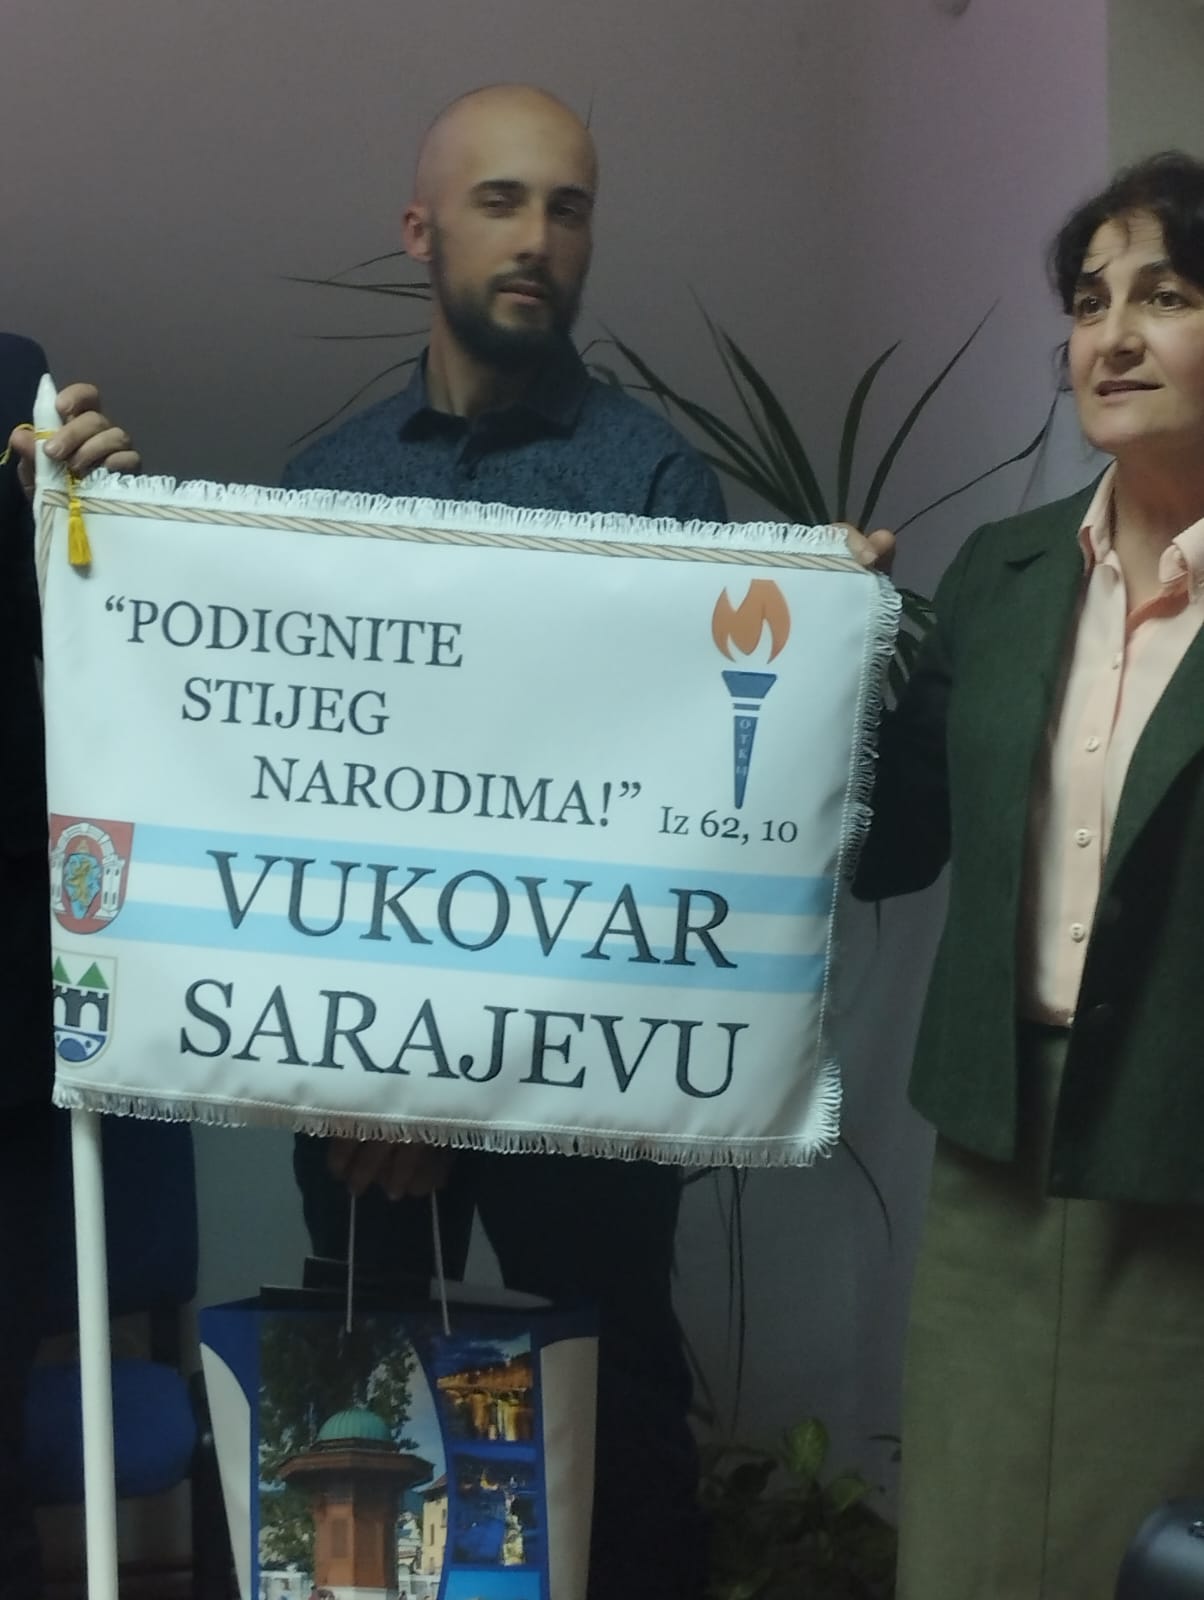 “PODIGNITE
STIJEG
NARODIMA!”
Iz 62, 10
VUKOVAR
SARAJEVU